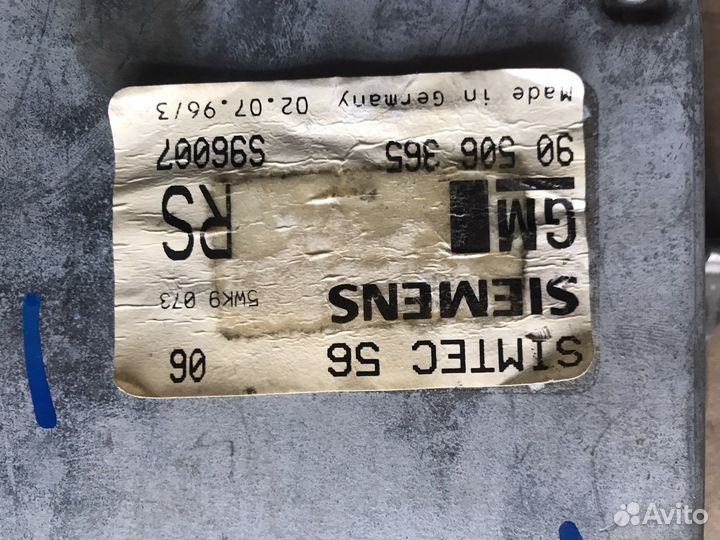 SIMTEC 56 06
SIEMENS 5WK9 073
GM RS
90 506 365 S96007
Made in Germany 02.07.96/3
Avito